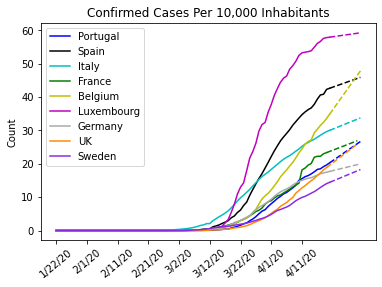 Confirmed Cases Per 10,000 Inhabitants
60
50
40
30
20
10
0
Count
Portugal
Spain
Italy
France
Belgium
Luxembourg
Germany
UK
Sweden
1/22/20
2/1/20
2/11/20
2/21/20
3/2/20
3/12/20
3/22/20
4/1/20
4/11/20